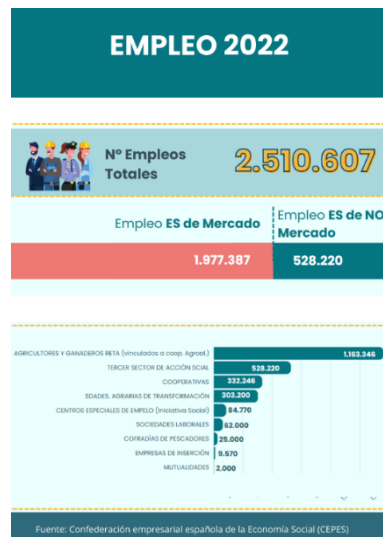 EMPLEO 2022
Nº Empleos
Totales
2.510.607
Empleo ES de Mercado
Empleo ES de NO
Mercado
1.977.387
528.220
AGRICULTORES Y GANADEROS RETA (vinculados a coop. Agroal.)
1.163.346
TERCER SECTOR DE ACCIÓN SCIAL
528.220
COOPERATIVAS
332.246
SDADES. AGRARIAS DE TRANSFORMACIÓN
303.200
CENTROS ESPECIALES DE EMPELO (Iniciativa Social)
84.770
SOCIEDADES LABORALES
62.000
COFRADÍAS DE PESCADORES
25.000
EMPRESAS DE INSERCIÓN
9.570
MUTUALIDADES
2.000
Fuente: Confederación empresarial española de la Economía Social (CEPES)